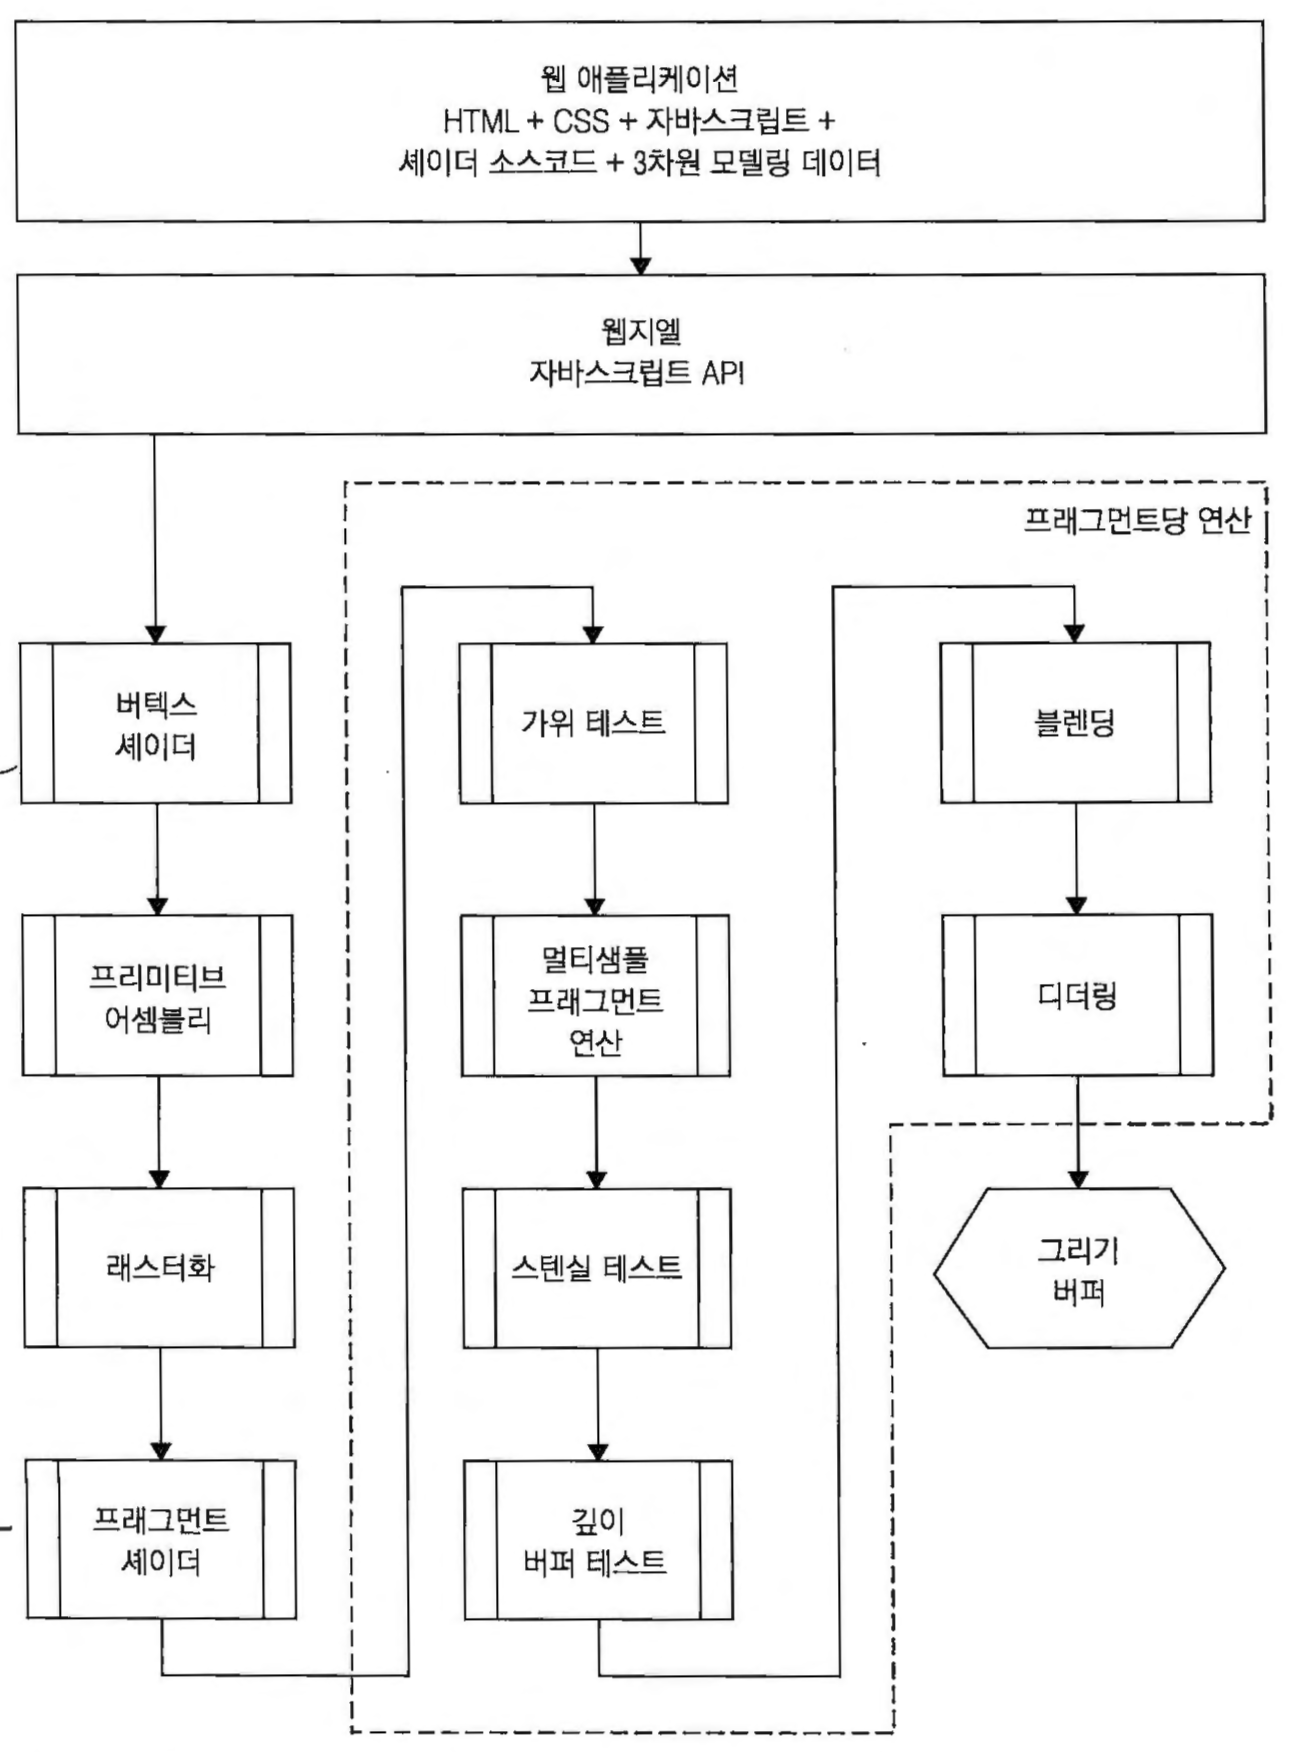 웹 애플리케이션
HTML + CSS + 자바스크립트 +
셰이더 소스코드 + 3차원 모델링 데이터
웹지엘
자바스크립트 API
프래그먼트당 연산
버텍스
셰이더
프리미티브
어셈블리
래스터화
프래그먼트
셰이더
가위 테스트
멀티샘플
프래그먼트
연산
스텐실 테스트
깊이
버퍼 테스트
블렌딩
디더링
그리기
버퍼